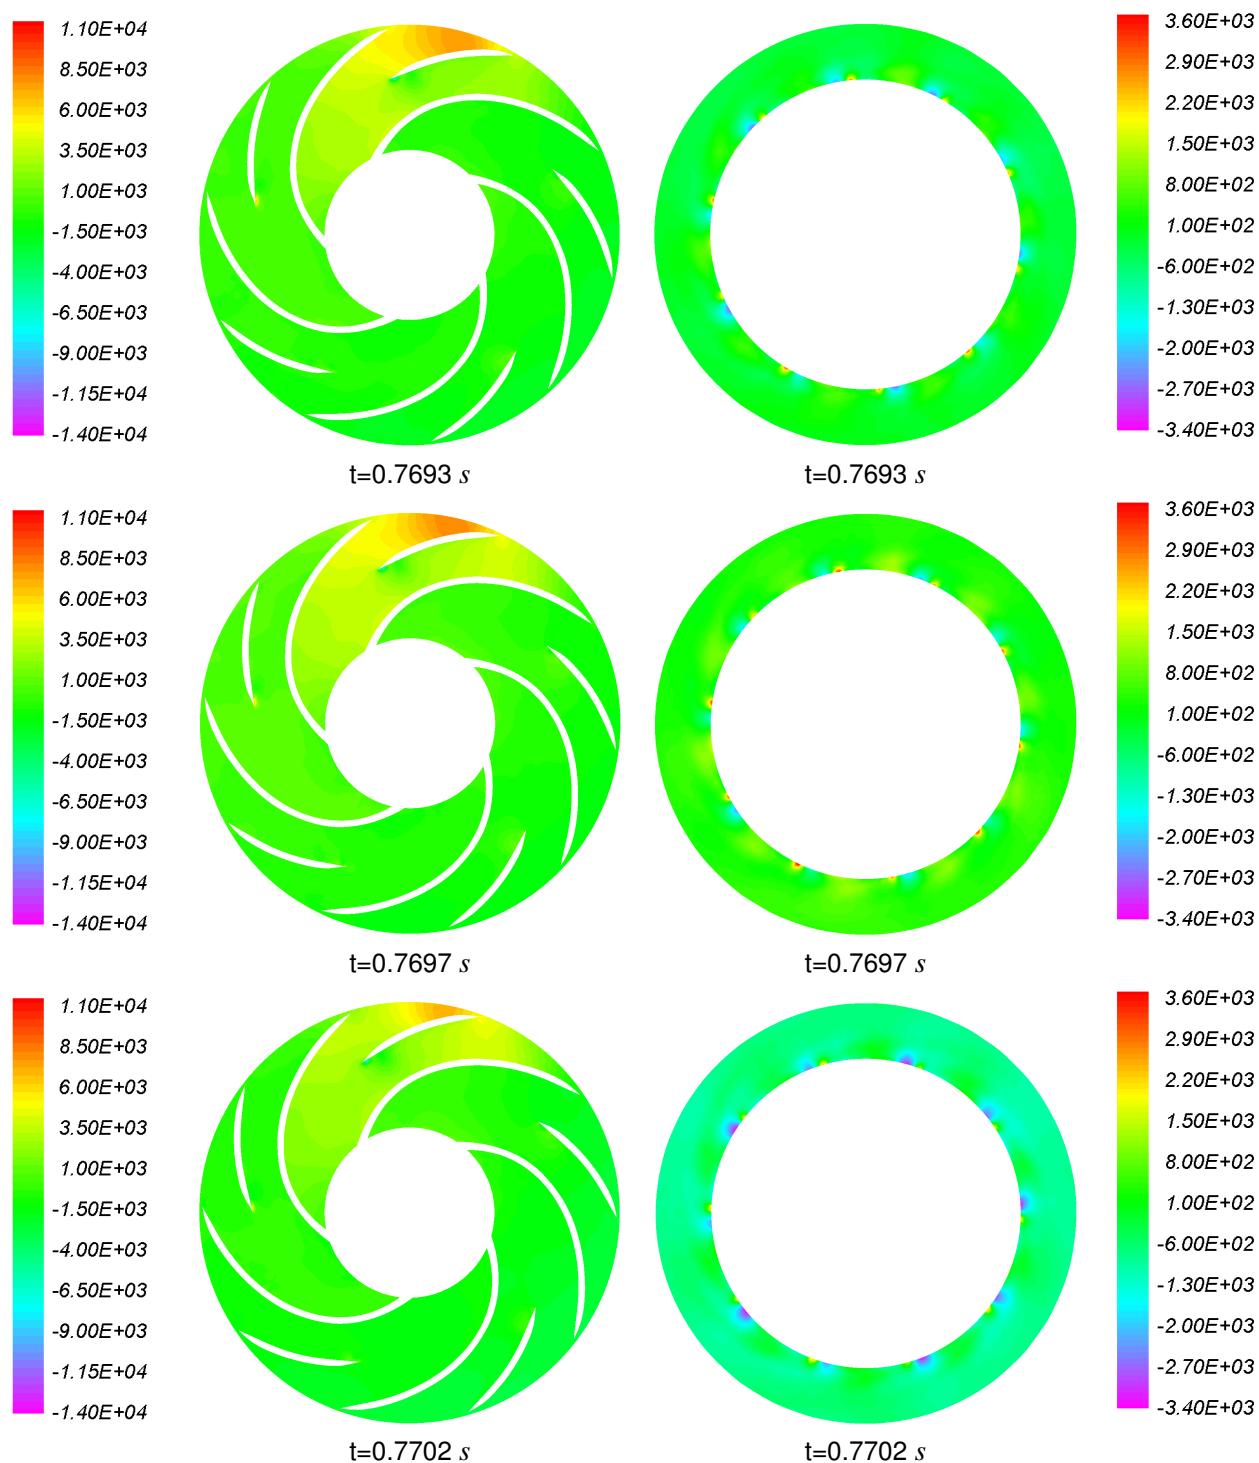 1.10E+04
8.50E+03
6.00E+03
3.50E+03
1.00E+03
-1.50E+03
-4.00E+03
-6.50E+03
-9.00E+03
-1.15E+04
-1.40E+04
3.60E+03
2.90E+03
2.20E+03
1.50E+03
8.00E+02
1.00E+02
-6.00E+02
-1.30E+03
-2.00E+03
-2.70E+03
-3.40E+03
t=0.7693 s
t=0.7693 s
1.10E+04
8.50E+03
6.00E+03
3.50E+03
1.00E+03
-1.50E+03
-4.00E+03
-6.50E+03
-9.00E+03
-1.15E+04
-1.40E+04
3.60E+03
2.90E+03
2.20E+03
1.50E+03
8.00E+02
1.00E+02
-6.00E+02
-1.30E+03
-2.00E+03
-2.70E+03
-3.40E+03
t=0.7697 s
t=0.7697 s
1.10E+04
8.50E+03
6.00E+03
3.50E+03
1.00E+03
-1.50E+03
-4.00E+03
-6.50E+03
-9.00E+03
-1.15E+04
-1.40E+04
3.60E+03
2.90E+03
2.20E+03
1.50E+03
8.00E+02
1.00E+02
-6.00E+02
-1.30E+03
-2.00E+03
-2.70E+03
-3.40E+03
t=0.7702 s
t=0.7702 s